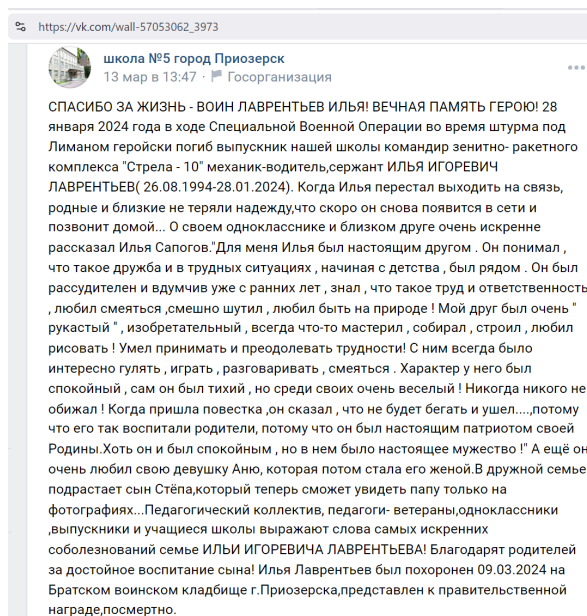 https://vk.com/wall-57053062_3973
школа №5 город Приозерск
13 мар в 13:47 · Госорганизация
СПАСИБО ЗА ЖИЗНЬ - ВОИН ЛАВРЕНТЬЕВ ИЛЬЯ! ВЕЧНАЯ ПАМЯТЬ ГЕРОЮ! 28
января 2024 года в ходе Специальной Военной Операции во время штурма под
Лиманом геройски погиб выпускник нашей школы командир зенитно- ракетного
комплекса "Стрела - 10" механик-водитель,сержант ИЛЬЯ ИГОРЕВИЧ
ЛАВРЕНТЬЕВ( 26.08.1994-28.01.2024). Когда Илья перестал выходить на связь,
родные и близкие не теряли надежду,что скоро он снова появится в сети и
позвонит домой... О своем однокласснике и близком друге очень искренне
рассказал Илья Сапогов."Для меня Илья был настоящим другом . Он понимал ,
что такое дружба и в трудных ситуациях , начиная с детства , был рядом . Он был
рассудителен и вдумчив уже с ранних лет , знал , что такое труд и ответственность
, любил смеяться ,смешно шутил , любил быть на природе ! Мой друг был очень "
рукастый " , изобретательный , всегда что-то мастерил , собирал , строил , любил
рисовать ! Умел принимать и преодолевать трудности! С ним всегда было
интересно гулять , играть , разговаривать , смеяться . Характер у него был
спокойный , сам он был тихий , но среди своих очень веселый ! Никогда никого не
обижал ! Когда пришла повестка ,он сказал , что не будет бегать и ушел....,потому
что его так воспитали родители, потому что он был настоящим патриотом своей
Родины.Хоть он и был спокойным , но в нем было настоящее мужество !" А ещё он
очень любил свою девушку Аню, которая потом стала его женой.В дружной семье
подрастает сын Стёпа,который теперь сможет увидеть папу только на
фотографиях...Педагогический коллектив, педагоги- ветераны,одноклассники
,выпускники и учащиеся школы выражают слова самых искренних
соболезнований семье ИЛЬИ ИГОРЕВИЧА ЛАВРЕНТЬЕВА! Благодарят родителей
за достойное воспитание сына! Илья Лаврентьев был похоронен 09.03.2024 на
Братском воинском кладбище г.Приозерска,представлен к правительственной
награде,посмертно.